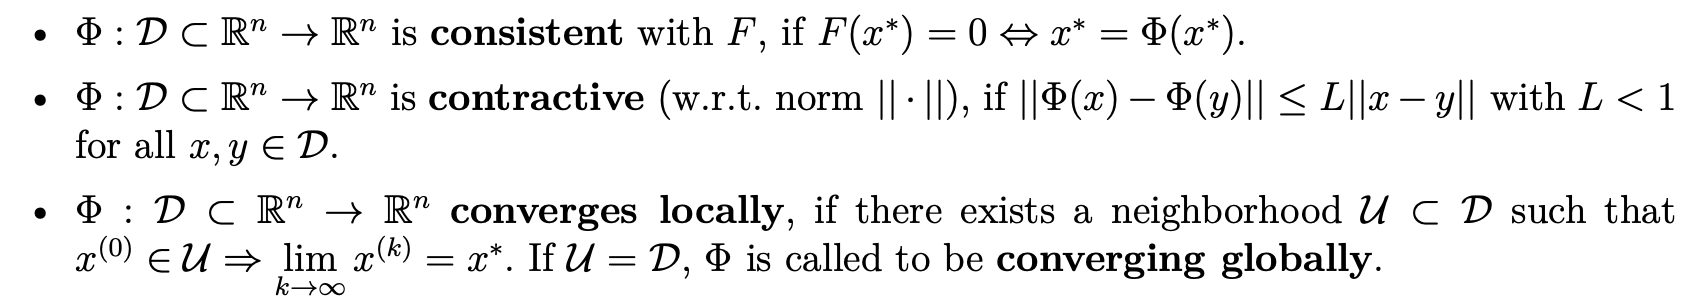 • Φ : 𝒟 ⊂ ℝⁿ → ℝⁿ is consistent with F, if F(x*) = 0 ⇔ x* = Φ(x*).
• Φ : 𝒟 ⊂ ℝⁿ → ℝⁿ is contractive (w.r.t. norm || · ||), if ||Φ(x) − Φ(y)|| ≤ L||x − y|| with L < 1
for all x, y ∈ 𝒟.
• Φ : 𝒟 ⊂ ℝⁿ → ℝⁿ converges locally, if there exists a neighborhood 𝒰 ⊂ 𝒟 such that
x⁽⁰⁾ ∈ 𝒰 ⇒ lim x⁽ᵏ⁾ = x*. If 𝒰 = 𝒟, Φ is called to be converging globally.
k→∞